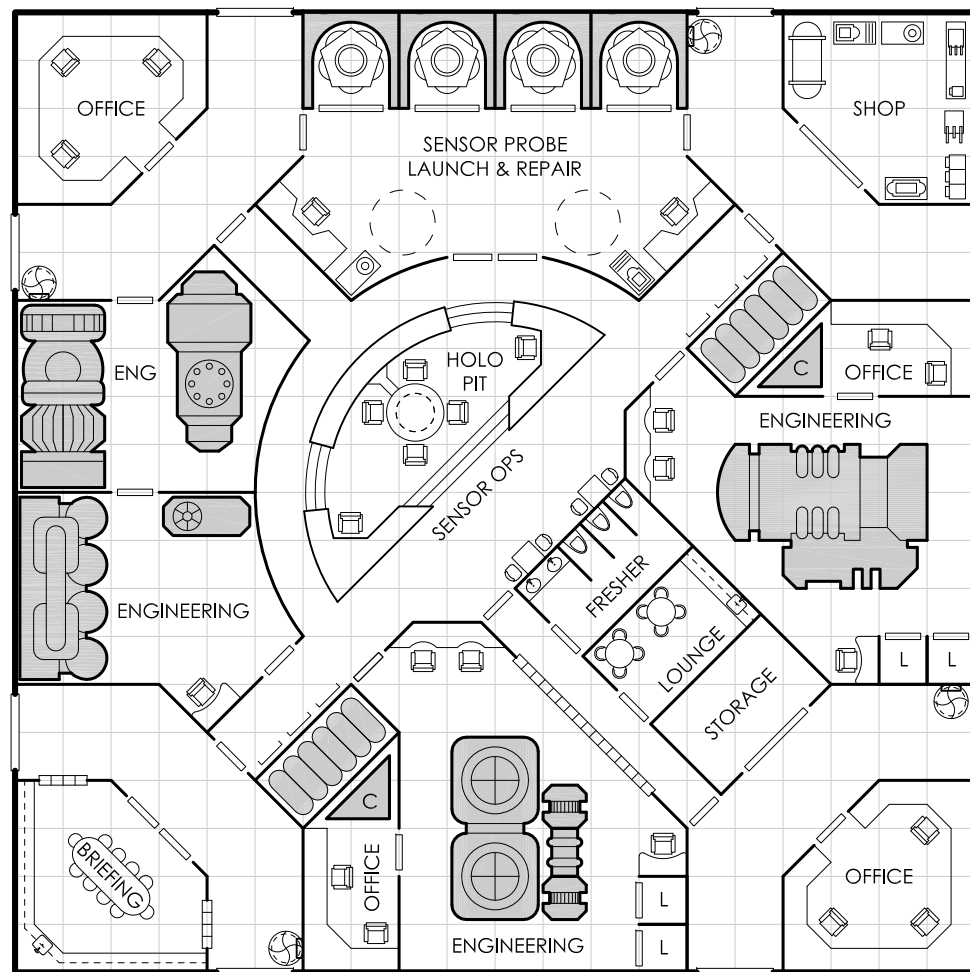 OFFICE
SHOP
SENSOR PROBE
LAUNCH & REPAIR
HOLO
PIT
ENG
C
OFFICE
ENGINEERING
SENSOR OPS
FRESHER
ENGINEERING
LOUNGE
L
L
STORAGE
C
BRIEFING
OFFICE
OFFICE
L
ENGINEERING
L